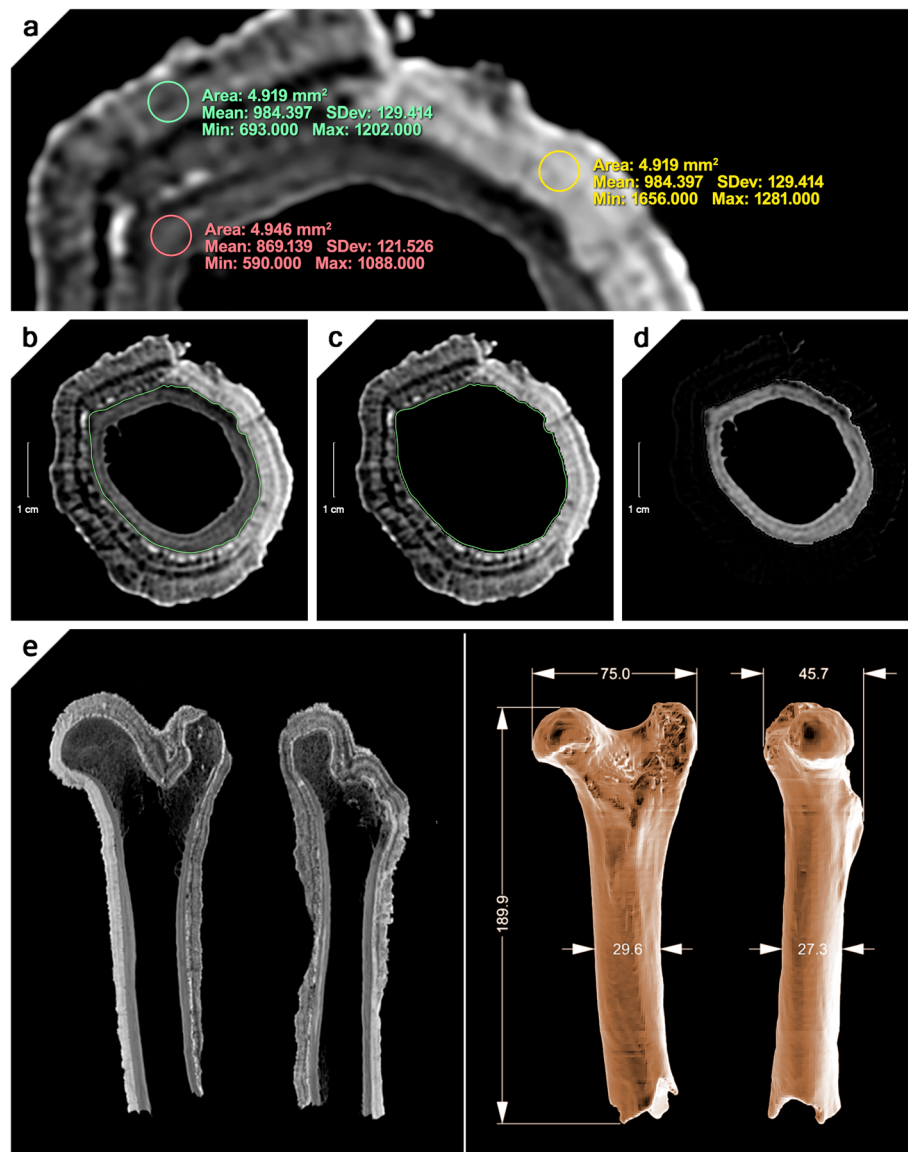 a
Area: 4.919 mm²
Mean: 984.397 SDev: 129.414
Min: 693.000 Max: 1202.000
Area: 4.919 mm²
Mean: 984.397 SDev: 129.414
Min: 1656.000 Max: 1281.000
Area: 4.946 mm²
Mean: 869.139 SDev: 121.526
Min: 590.000 Max: 1088.000
b
1 cm
c
1 cm
d
1 cm
e
75.0
45.7
189.9
29.6
27.3